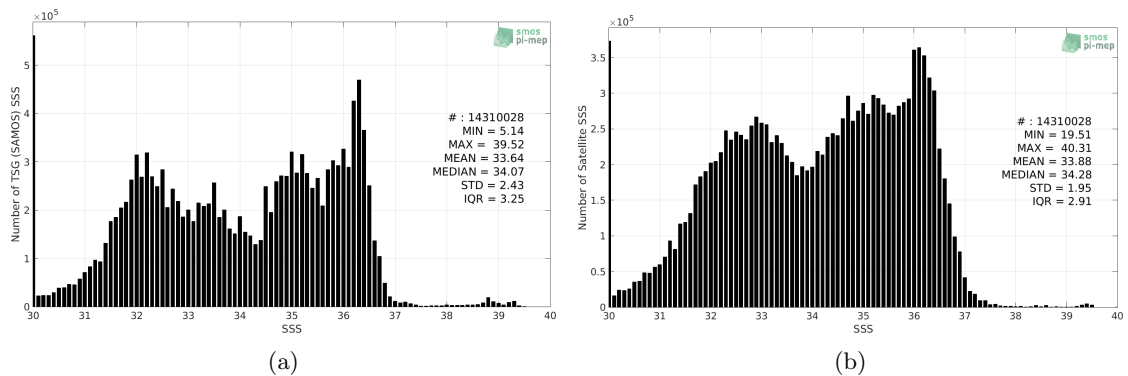 ×10⁵
smos
pi-mep
Number of TSG (SAMOS) SSS
5
4
3
2
1
0
# : 14310028
MIN = 5.14
MAX = 39.52
MEAN = 33.64
MEDIAN = 34.07
STD = 2.43
IQR = 3.25
30 31 32 33 34 35 36 37 38 39 40
SSS
(a)
×10⁵
smos
pi-mep
Number of Satellite SSS
3.5
3
2.5
2
1.5
1
0.5
0
# : 14310028
MIN = 19.51
MAX = 40.31
MEAN = 33.88
MEDIAN = 34.28
STD = 1.95
IQR = 2.91
30 31 32 33 34 35 36 37 38 39 40
SSS
(b)